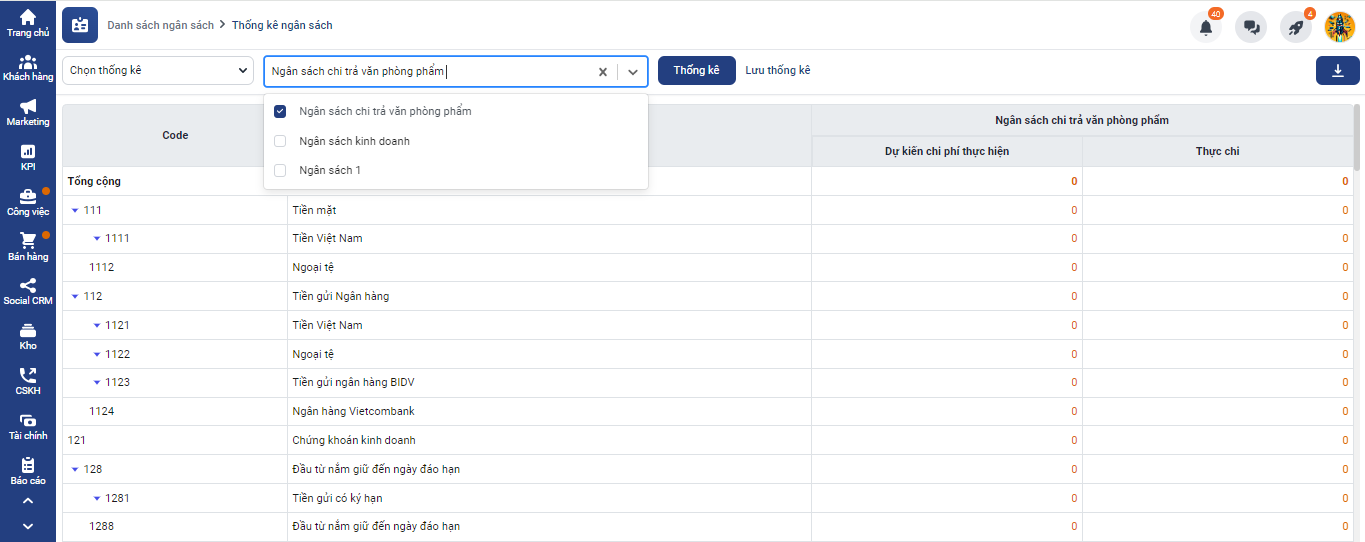 Trang chủ
Khách hàng
Marketing
KPI
Công việc
Bán hàng
Social CRM
Kho
CSKH
Tài chính
Báo cáo
Danh sách ngân sách > Thống kê ngân sách
40
4
Chọn thống kê
Ngân sách chi trả văn phòng phẩm
Thống kê
Lưu thống kê
Ngân sách chi trả văn phòng phẩm
Ngân sách kinh doanh
Ngân sách 1
Code
Ngân sách chi trả văn phòng phẩm
Dự kiến chi phí thực hiện
Thực chi
Tổng cộng 0 0
111 Tiền mặt 0 0
1111 Tiền Việt Nam 0 0
1112 Ngoại tệ 0 0
112 Tiền gửi Ngân hàng 0 0
1121 Tiền Việt Nam 0 0
1122 Ngoại tệ 0 0
1123 Tiền gửi ngân hàng BIDV 0 0
1124 Ngân hàng Vietcombank 0 0
121 Chứng khoán kinh doanh 0 0
128 Đầu tư nắm giữ đến ngày đáo hạn 0 0
1281 Tiền gửi có kỳ hạn 0 0
1288 Đầu tư nắm giữ đến ngày đáo hạn 0 0